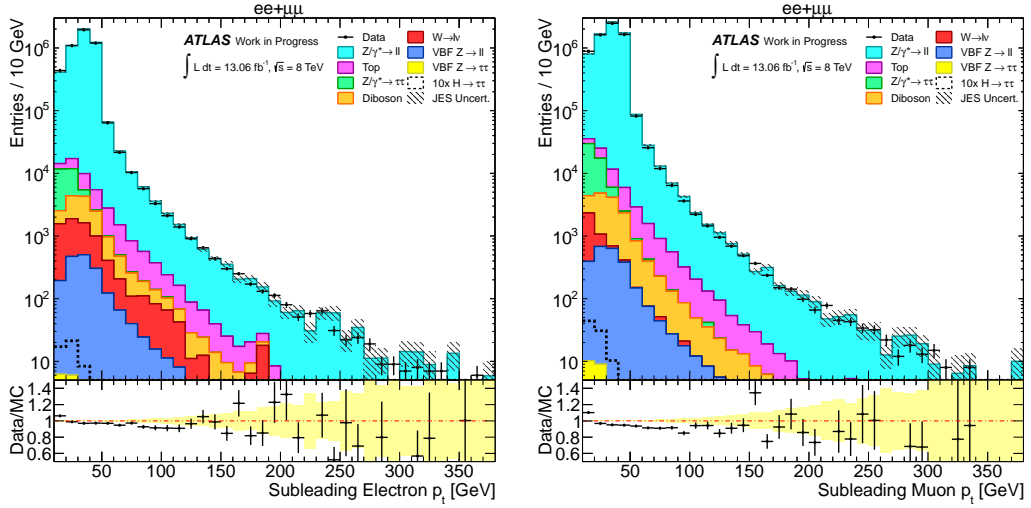 ee+μμ
Entries / 10 GeV
10⁶
10⁵
10⁴
10³
10²
10
ATLAS Work in Progress
∫ L dt = 13.06 fb⁻¹, √s = 8 TeV
Data
Z/γ*→ll
Top
Z/γ*→ττ
Diboson
W→lν
VBF Z→ll
VBF Z→ττ
10x H→ττ
JES Uncert.
Data/MC
1.4
1.2
1
0.8
0.6
50 100 150 200 250 300 350
Subleading Electron pₜ [GeV]
ee+μμ
Entries / 10 GeV
10⁶
10⁵
10⁴
10³
10²
10
ATLAS Work in Progress
∫ L dt = 13.06 fb⁻¹, √s = 8 TeV
Data
Z/γ*→ll
Top
Z/γ*→ττ
Diboson
W→lν
VBF Z→ll
VBF Z→ττ
10x H→ττ
JES Uncert.
Data/MC
1.4
1.2
1
0.8
0.6
50 100 150 200 250 300 350
Subleading Muon pₜ [GeV]